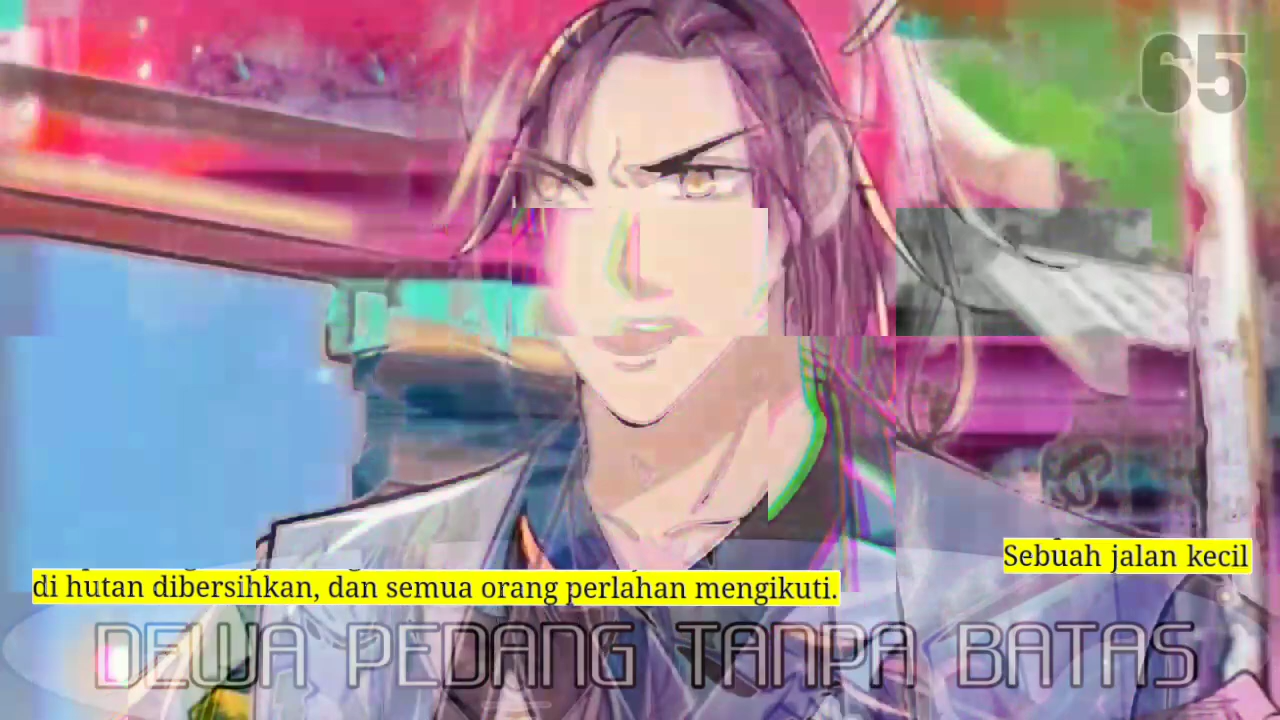 65
Sebuah jalan kecil
di hutan dibersihkan, dan semua orang perlahan mengikuti.
DEWA PEDANG TANPA BATAS